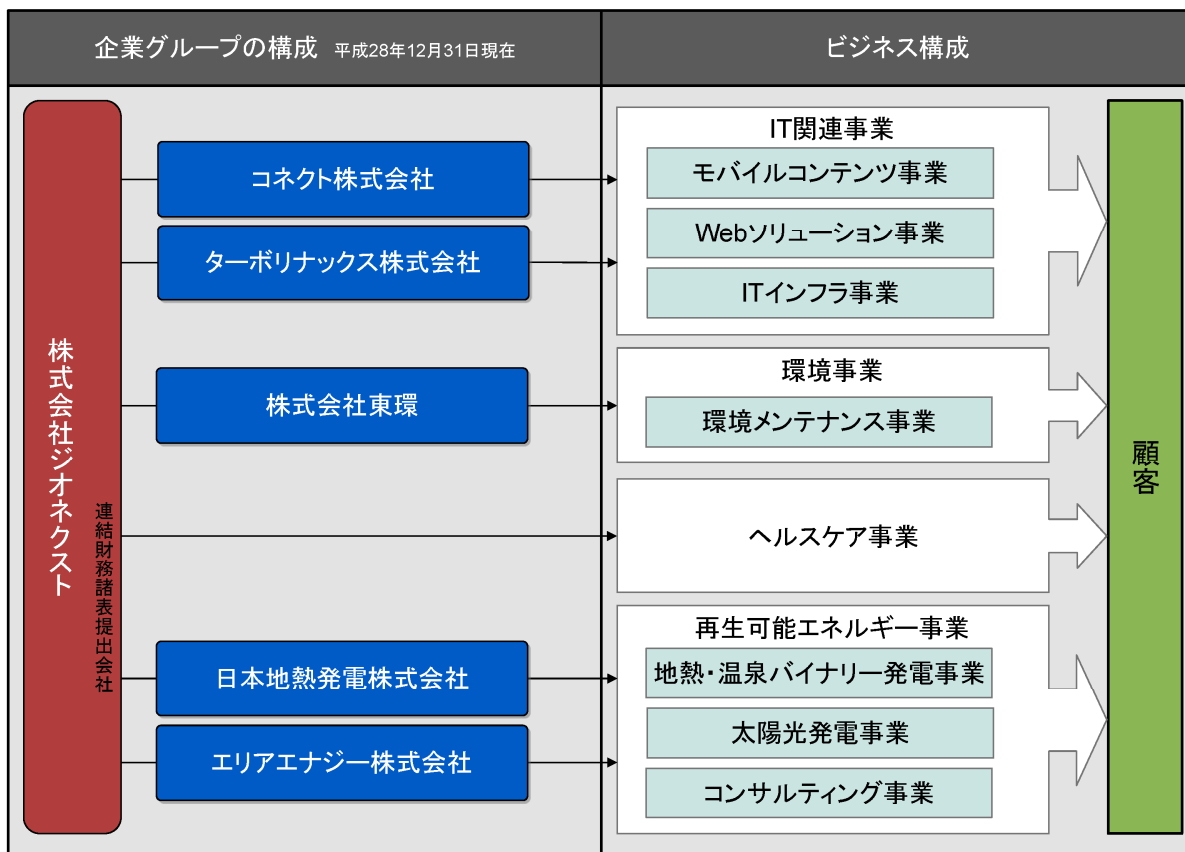 企業グループの構成 平成28年12月31日現在
ビジネス構成
株式会社ジオネクスト
連結財務諸表提出会社
コネクト株式会社
ターボリナックス株式会社
株式会社東環
日本地熱発電株式会社
エリアエナジー株式会社
IT関連事業
モバイルコンテンツ事業
Webソリューション事業
ITインフラ事業
環境事業
環境メンテナンス事業
ヘルスケア事業
再生可能エネルギー事業
地熱・温泉バイナリー発電事業
太陽光発電事業
コンサルティング事業
顧客